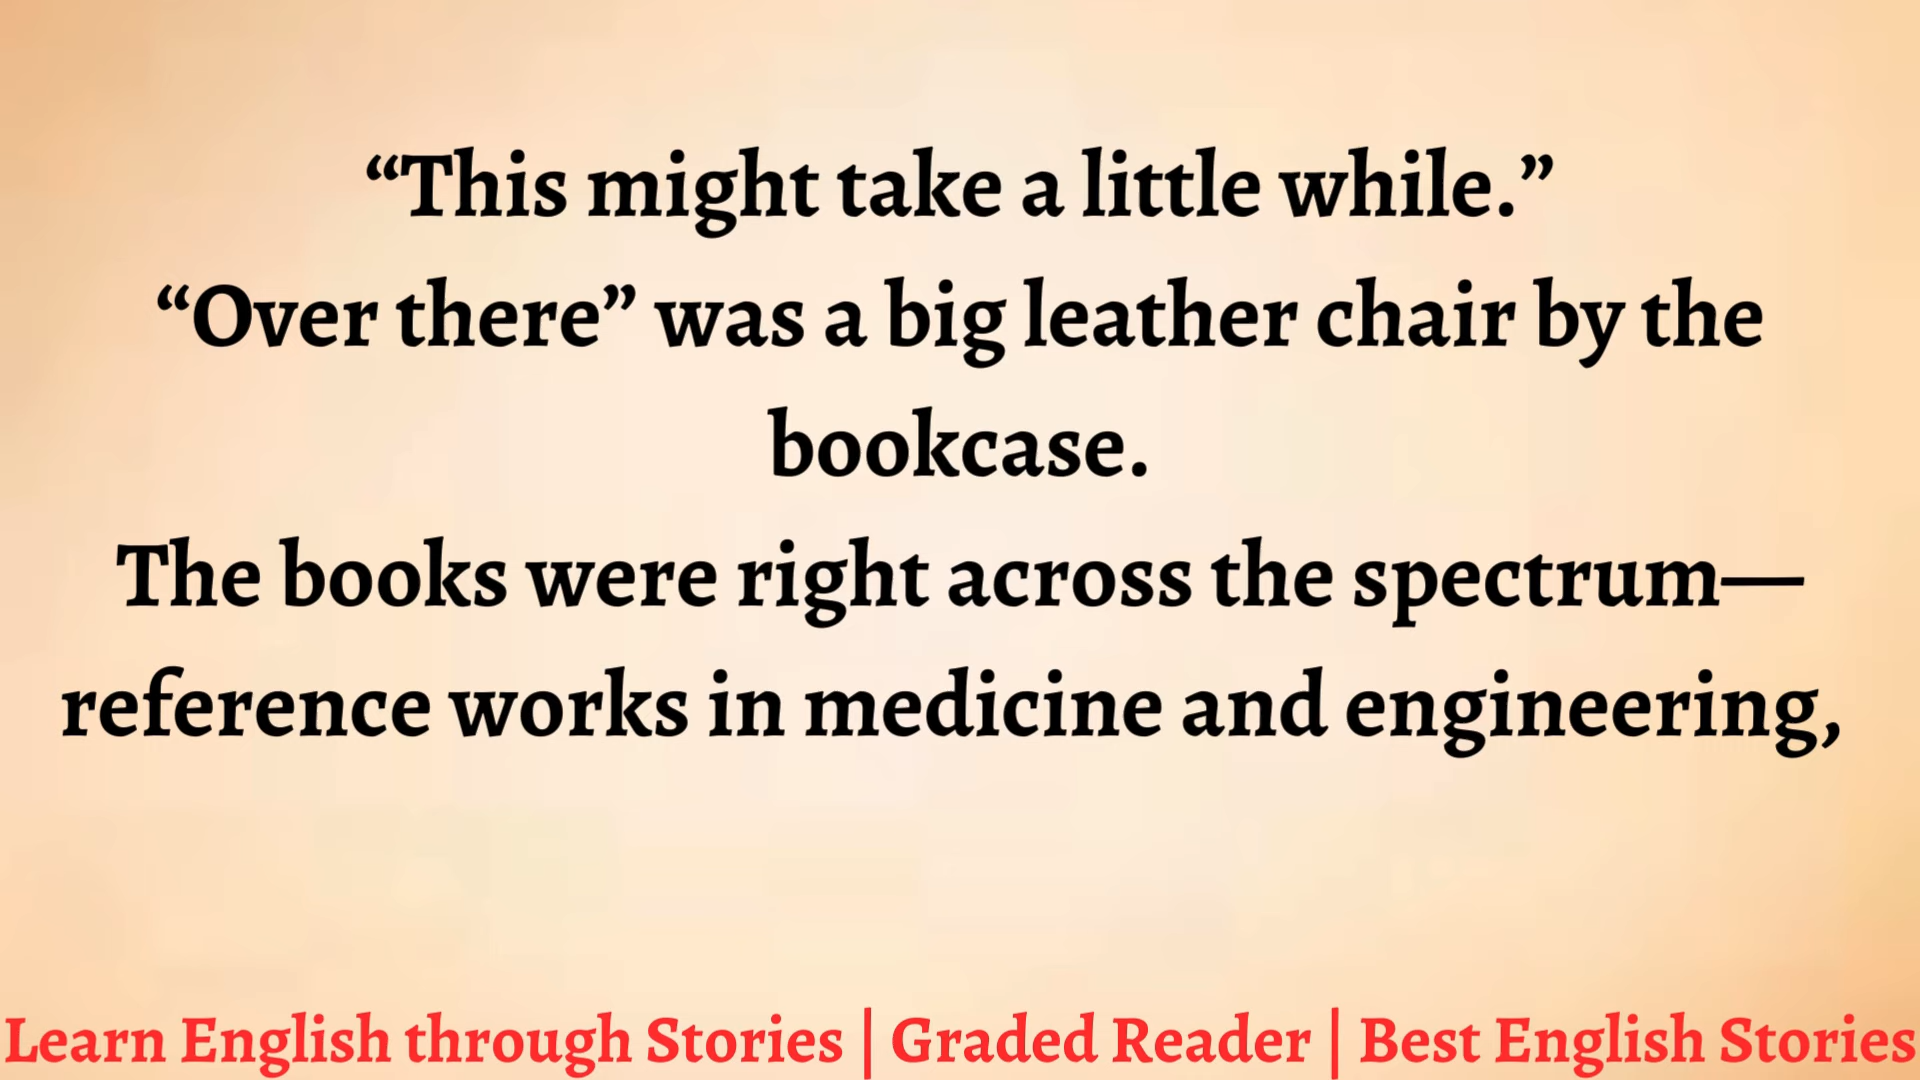 “This might take a little while.”
“Over there” was a big leather chair by the
bookcase.
The books were right across the spectrum—
reference works in medicine and engineering,
Learn English through Stories | Graded Reader | Best English Stories